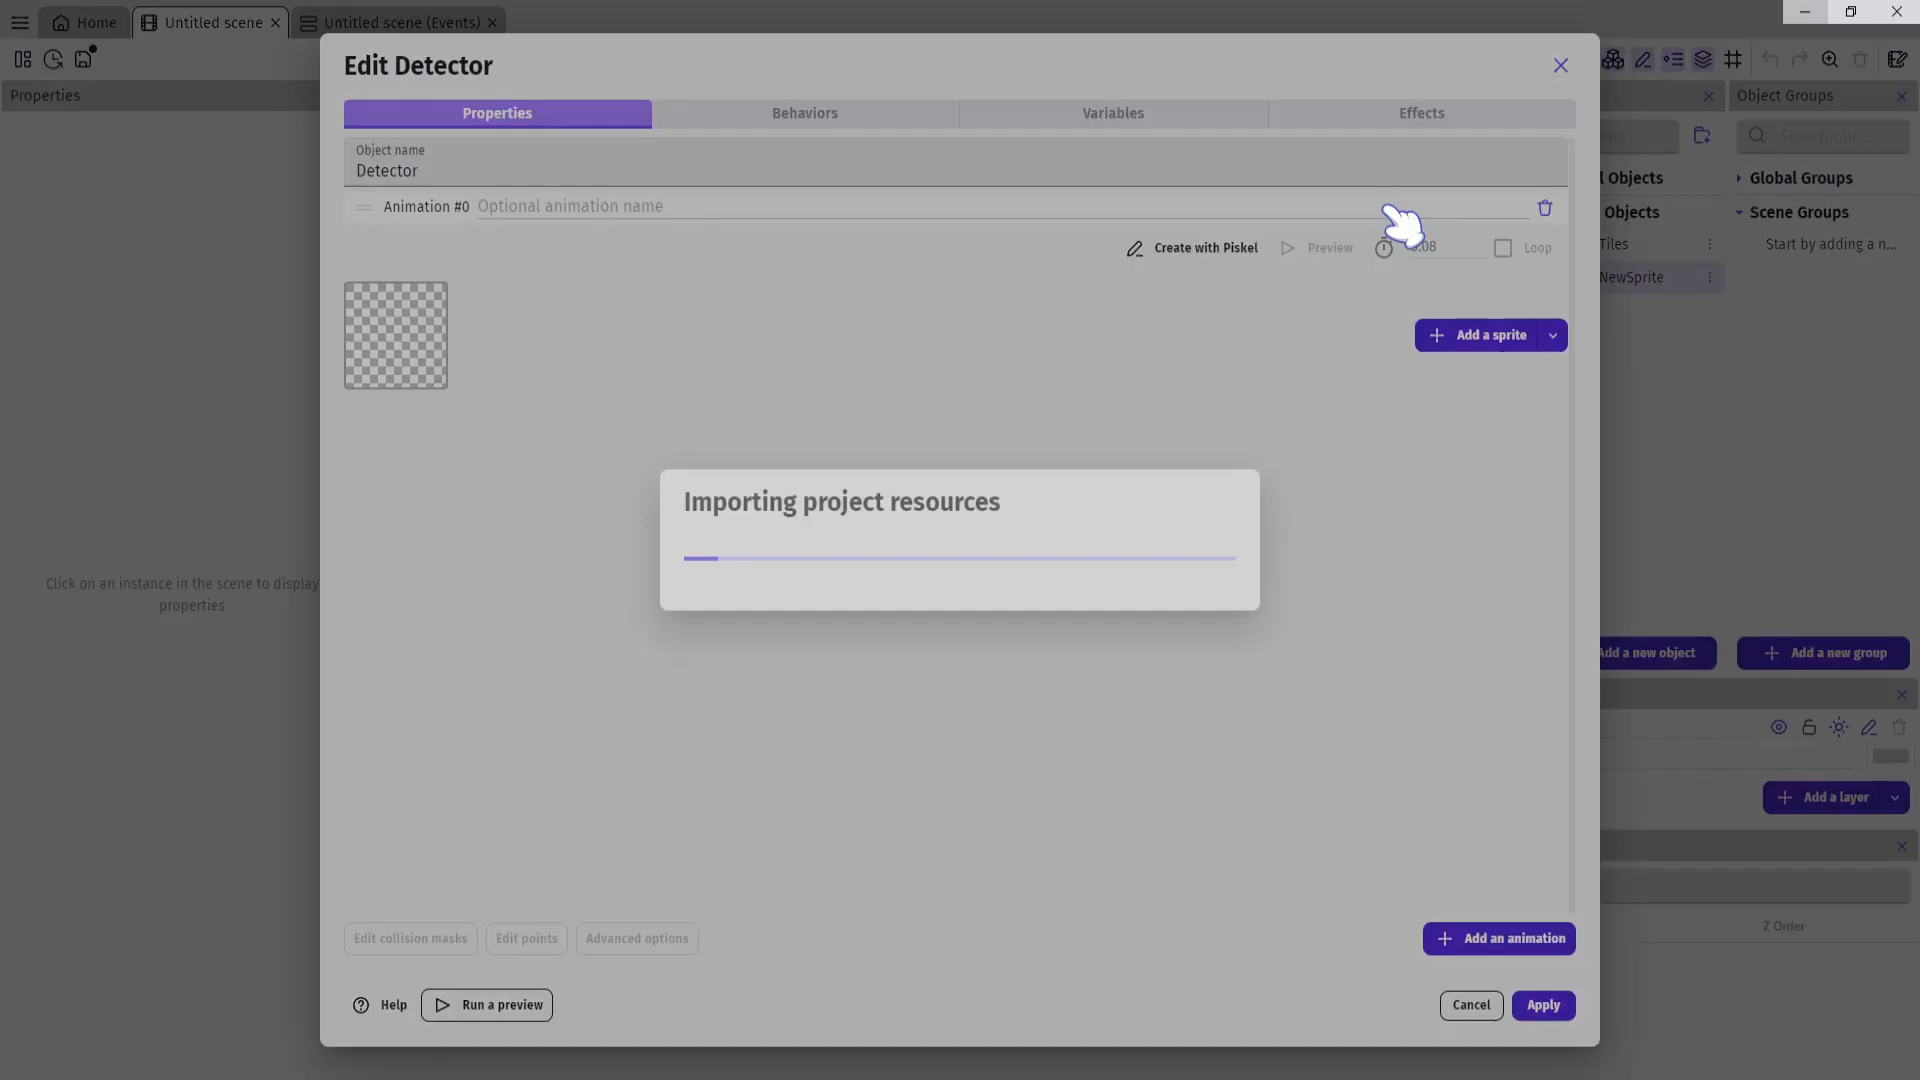 Home
Untitled scene
Untitled scene (Events)
Properties
Click on an instance in the scene to display
properties
Edit Detector
Properties
Behaviors
Variables
Effects
Object name
Detector
Animation #0
Optional animation name
Create with Piskel
Preview
Loop
Add a sprite
Importing project resources
Edit collision masks
Edit points
Advanced options
Add an animation
Help
Run a preview
Cancel
Apply
Object Groups
Search obj...
Objects
Global Groups
Objects
Scene Groups
Tiles
Start by adding a n...
NewSprite
Add a new object
Add a new group
Add a layer
Z Order